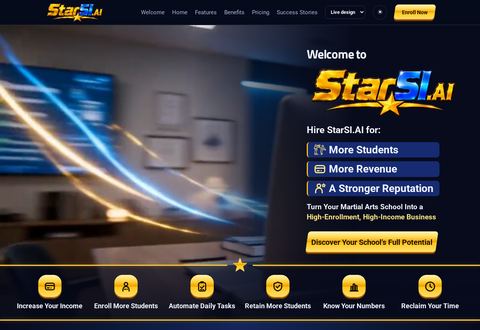 StarSI.AI
Welcome
Home
Features
Benefits
Pricing
Success Stories
Live design
Enroll Now
Welcome to
StarSI.AI
Hire StarSI.AI for:
More Students
More Revenue
A Stronger Reputation
Turn Your Martial Arts School Into a
High-Enrollment, High-Income Business
Discover Your School's Full Potential
Increase Your Income
Enroll More Students
Automate Daily Tasks
Retain More Students
Know Your Numbers
Reclaim Your Time